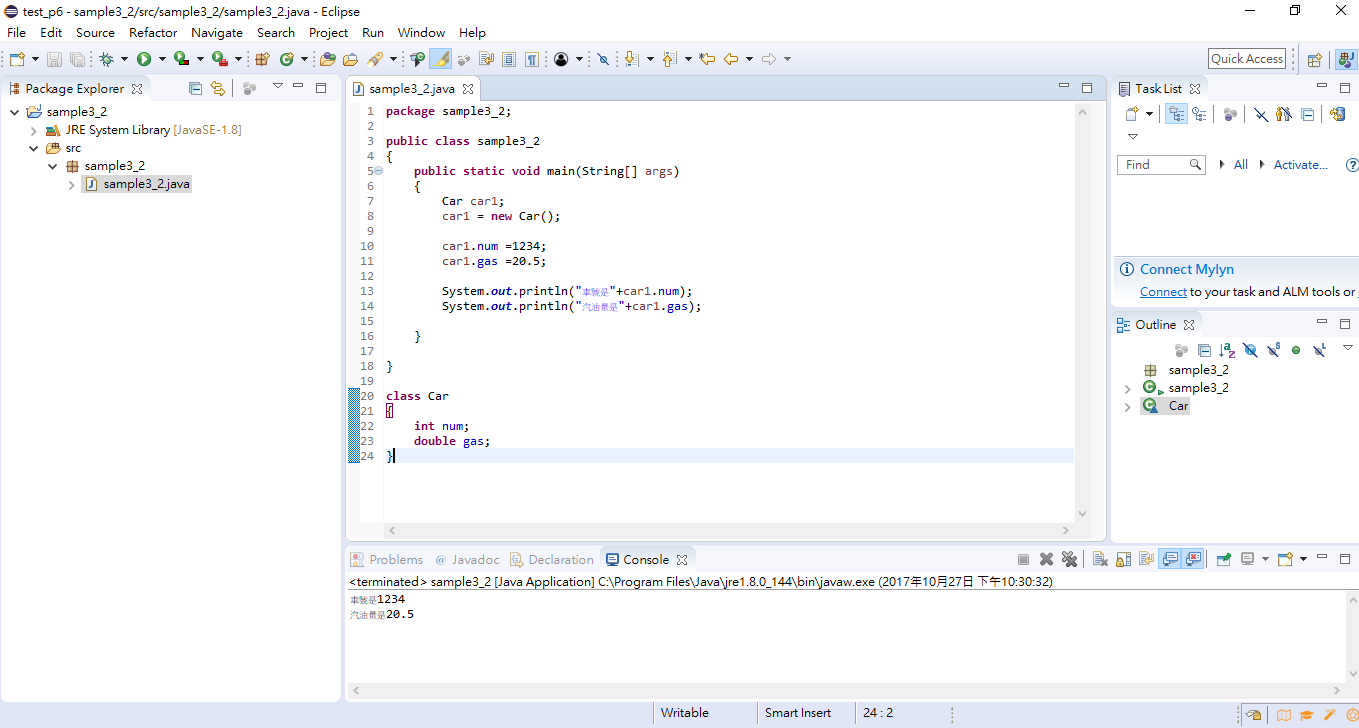 test_p6 - sample3_2/src/sample3_2/sample3_2.java - Eclipse
File Edit Source Refactor Navigate Search Project Run Window Help
Quick Access
Package Explorer
sample3_2
JRE System Library [JavaSE-1.8]
src
sample3_2
sample3_2.java
sample3_2.java
1 package sample3_2;
2
3 public class sample3_2
4 {
5 public static void main(String[] args)
6 {
7 Car car1;
8 car1 = new Car();
9
10 car1.num =1234;
11 car1.gas =20.5;
12
13 System.out.println("車號是"+car1.num);
14 System.out.println("汽油量是"+car1.gas);
15
16 }
17
18 }
19
20 class Car
21 {
22 int num;
23 double gas;
24 }
Task List
Find All Activate...
Connect Mylyn
Connect to your task and ALM tools or
Outline
sample3_2
sample3_2
Car
Problems @ Javadoc Declaration Console
<terminated> sample3_2 [Java Application] C:\Program Files\Java\jre1.8.0_144\bin\javaw.exe (2017年10月27日 下午10:30:32)
車號是1234
汽油量是20.5
Writable Smart Insert 24 : 2